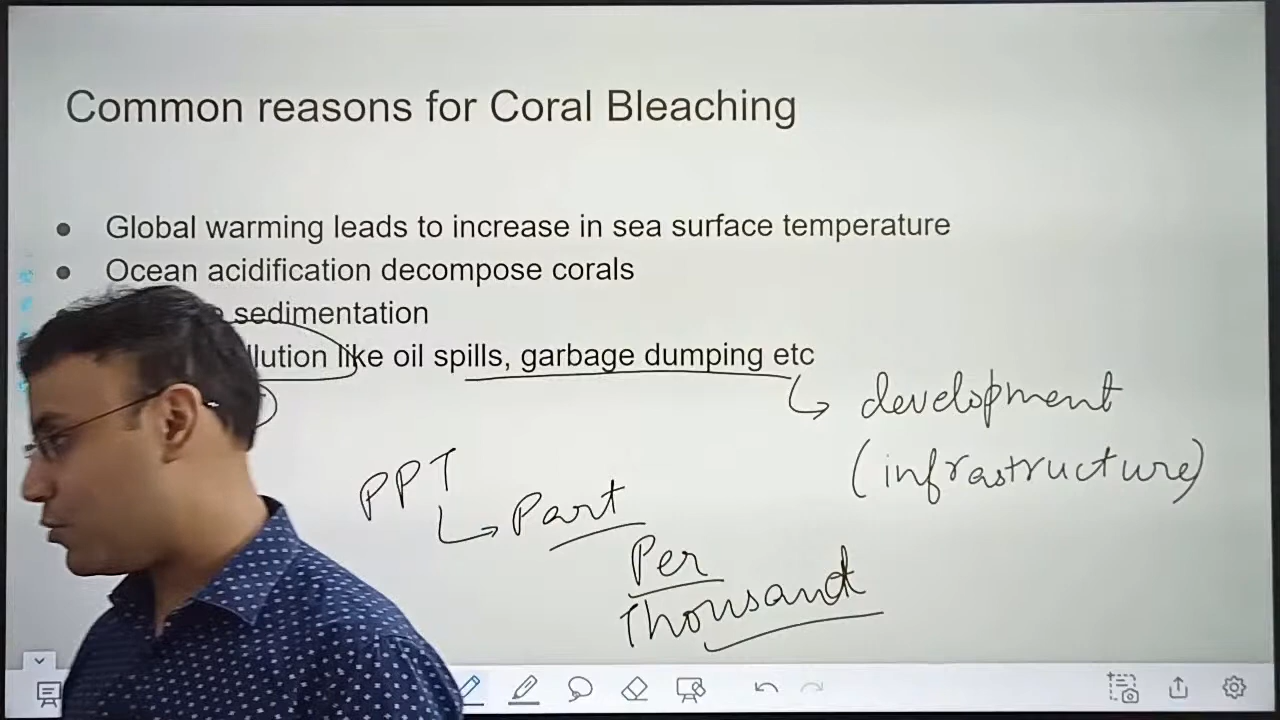 Common reasons for Coral Bleaching
Global warming leads to increase in sea surface temperature
Ocean acidification decompose corals
sedimentation
like oil spills, garbage dumping etc
development
(infrastructure)
PPT
Part
Per
Thousand